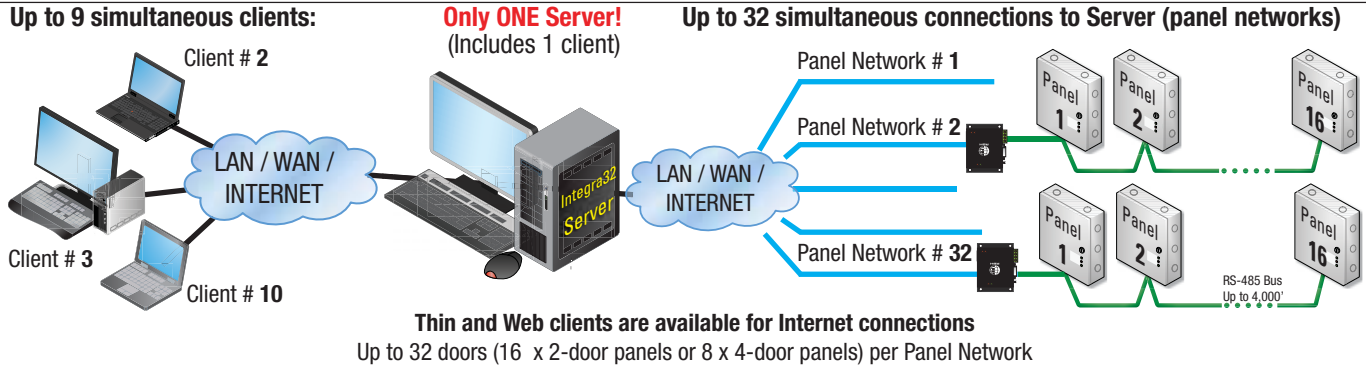 Up to 9 simultaneous clients:
Only ONE Server!
(Includes 1 client)
Up to 32 simultaneous connections to Server (panel networks)
Client # 2
Client # 3
Client # 10
LAN / WAN /
INTERNET
Integra32
Server
LAN / WAN /
INTERNET
Panel Network # 1
Panel Network # 2
Panel Network # 32
Panel
1
Panel
2
Panel
16
Panel
1
Panel
2
Panel
16
RS-485 Bus
Up to 4,000'
Thin and Web clients are available for Internet connections
Up to 32 doors (16 x 2-door panels or 8 x 4-door panels) per Panel Network